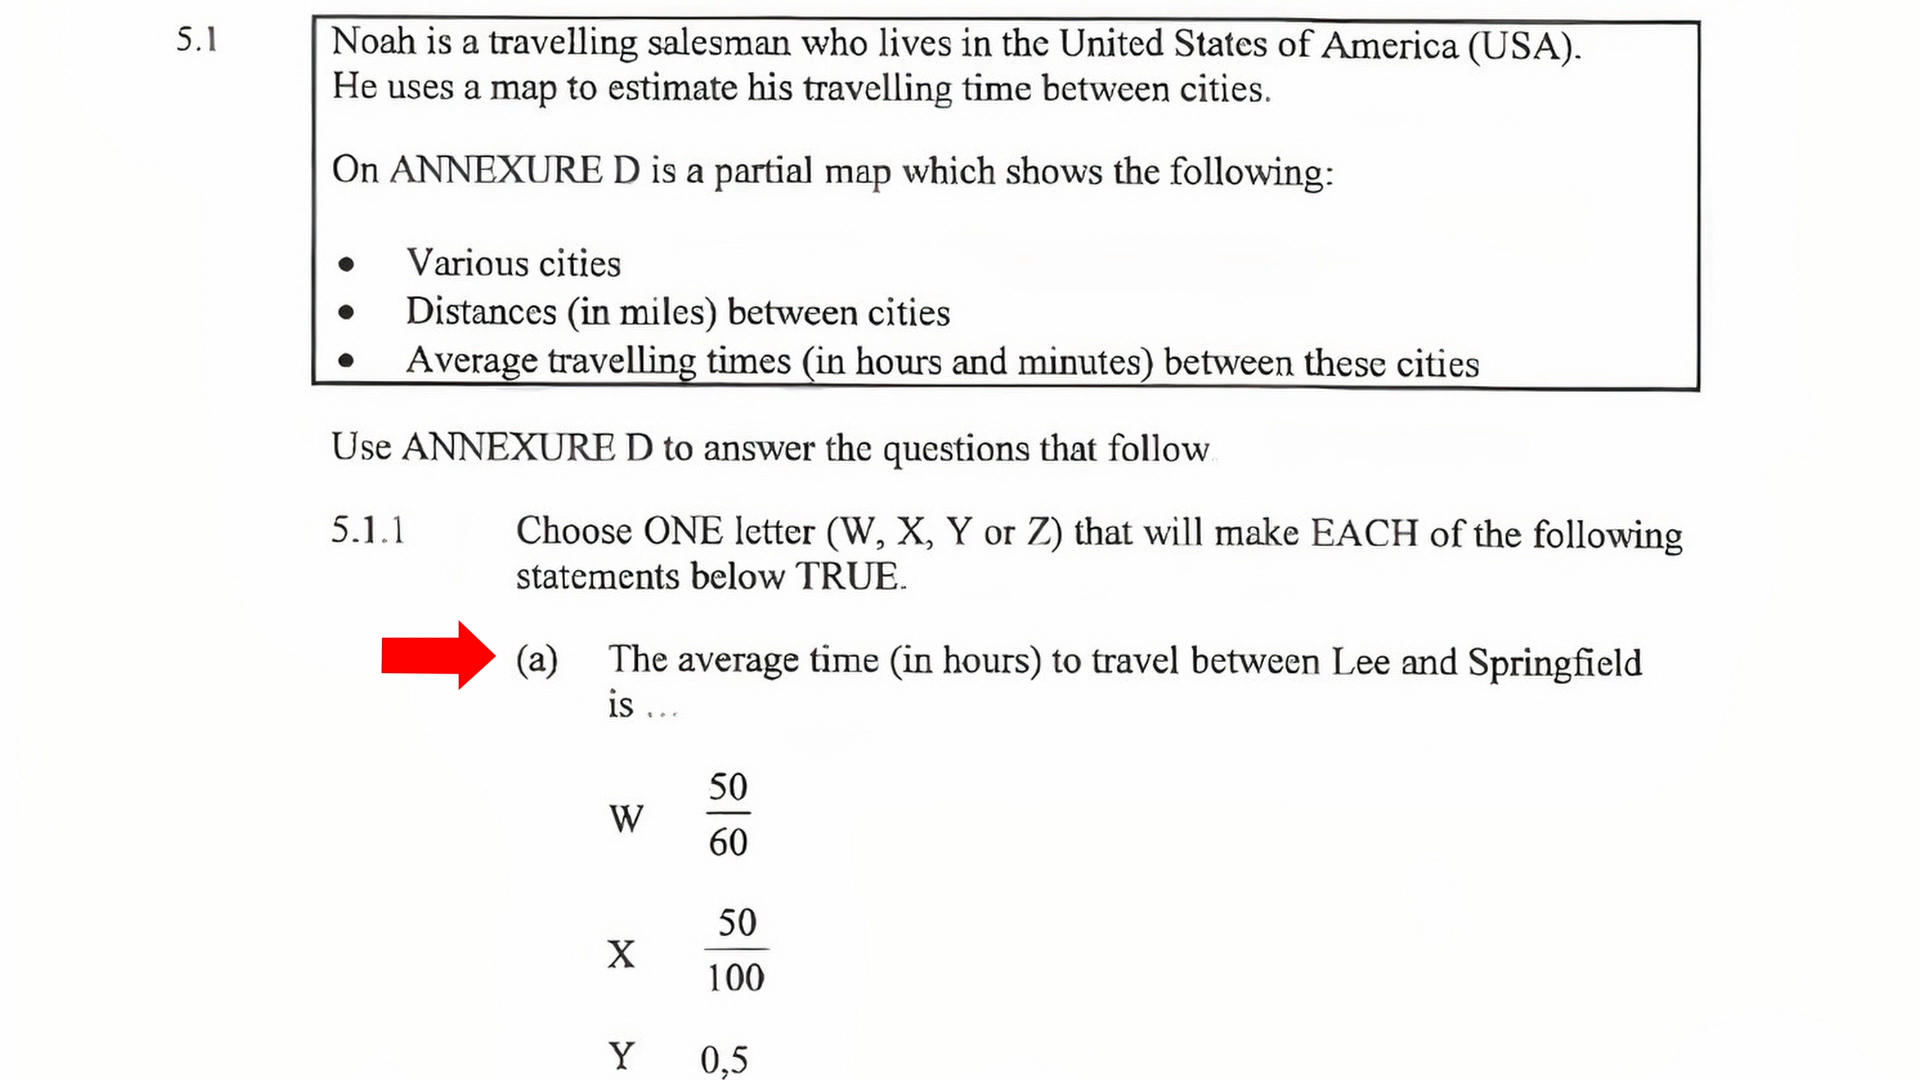 5.1 Noah is a travelling salesman who lives in the United States of America (USA).
He uses a map to estimate his travelling time between cities.
On ANNEXURE D is a partial map which shows the following:
• Various cities
• Distances (in miles) between cities
• Average travelling times (in hours and minutes) between these cities
Use ANNEXURE D to answer the questions that follow
5.1.1 Choose ONE letter (W, X, Y or Z) that will make EACH of the following
statements below TRUE.
(a) The average time (in hours) to travel between Lee and Springfield
is ...
W 50/60
X 50/100
Y 0,5